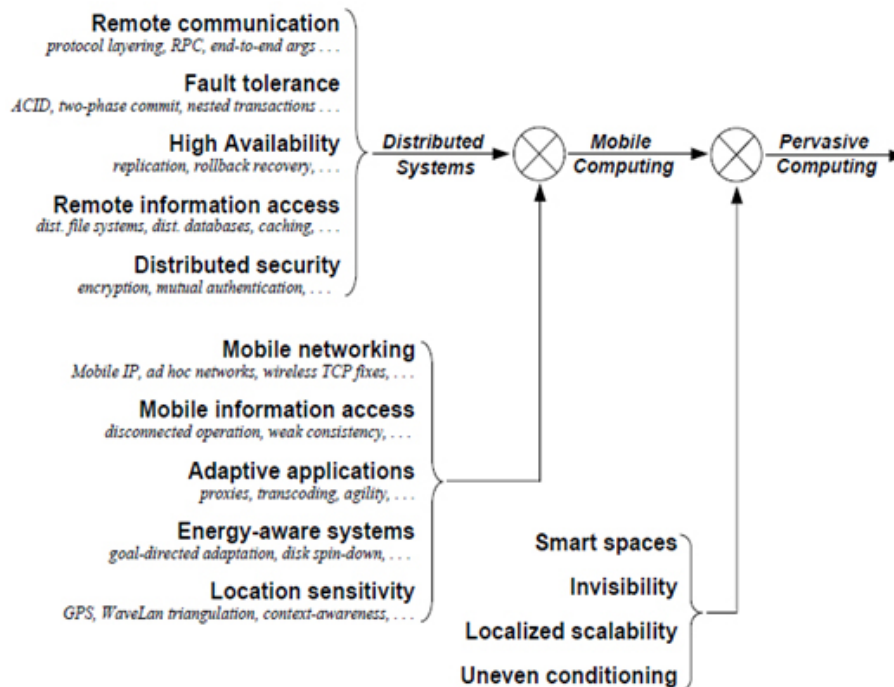 Remote communication
protocol layering, RPC, end-to-end args . . .
Fault tolerance
ACID, two-phase commit, nested transactions . . .
High Availability
replication, rollback recovery, . . .
Remote information access
dist. file systems, dist. databases, caching, . . .
Distributed security
encryption, mutual authentication, . . .
Distributed
Systems
Mobile
Computing
Pervasive
Computing
Mobile networking
Mobile IP, ad hoc networks, wireless TCP fixes, . . .
Mobile information access
disconnected operation, weak consistency, . . .
Adaptive applications
proxies, transcoding, agility, . . .
Energy-aware systems
goal-directed adaptation, disk spin-down, . . .
Location sensitivity
GPS, WaveLan triangulation, context-awareness, . . .
Smart spaces
Invisibility
Localized scalability
Uneven conditioning